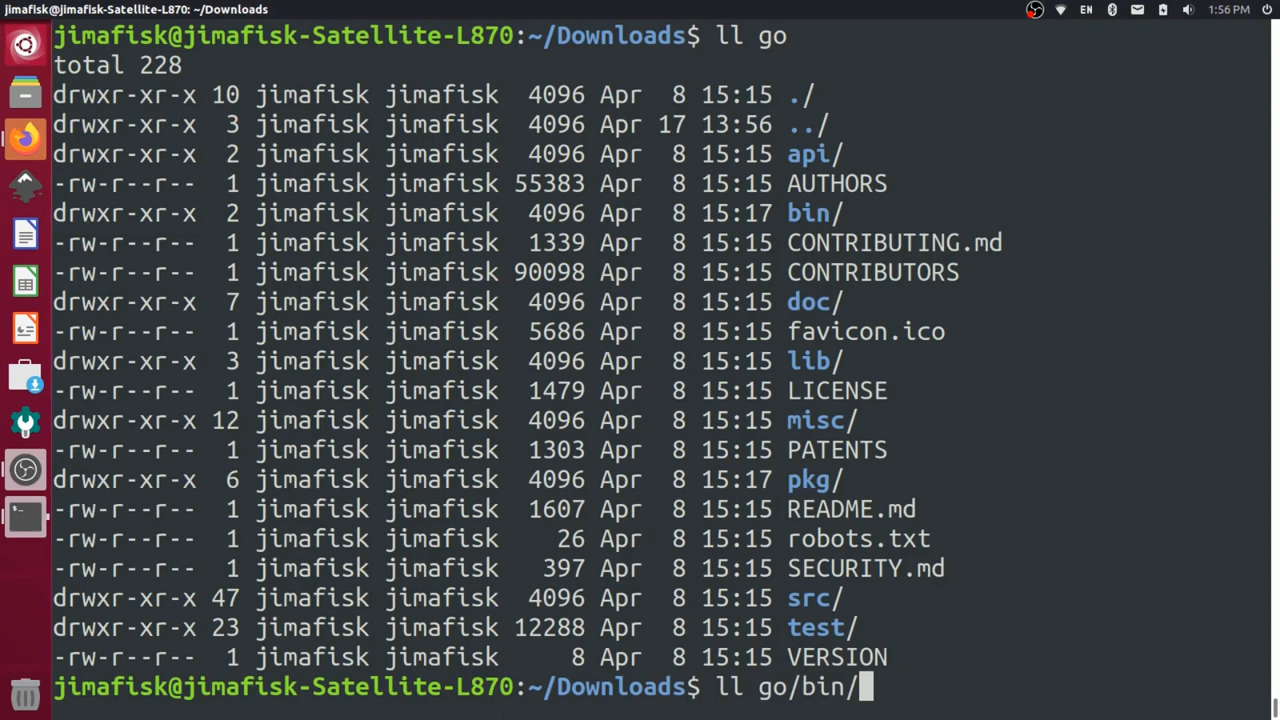 jimafisk@jimafisk-Satellite-L870: ~/Downloads
EN
1:56 PM
jimafisk@jimafisk-Satellite-L870:~/Downloads$ ll go
total 228
drwxr-xr-x 10 jimafisk jimafisk  4096 Apr  8 15:15 ./
drwxr-xr-x  3 jimafisk jimafisk  4096 Apr 17 13:56 ../
drwxr-xr-x  2 jimafisk jimafisk  4096 Apr  8 15:15 api/
-rw-r--r--  1 jimafisk jimafisk 55383 Apr  8 15:15 AUTHORS
drwxr-xr-x  2 jimafisk jimafisk  4096 Apr  8 15:17 bin/
-rw-r--r--  1 jimafisk jimafisk  1339 Apr  8 15:15 CONTRIBUTING.md
-rw-r--r--  1 jimafisk jimafisk 90098 Apr  8 15:15 CONTRIBUTORS
drwxr-xr-x  7 jimafisk jimafisk  4096 Apr  8 15:15 doc/
-rw-r--r--  1 jimafisk jimafisk  5686 Apr  8 15:15 favicon.ico
drwxr-xr-x  3 jimafisk jimafisk  4096 Apr  8 15:15 lib/
-rw-r--r--  1 jimafisk jimafisk  1479 Apr  8 15:15 LICENSE
drwxr-xr-x 12 jimafisk jimafisk  4096 Apr  8 15:15 misc/
-rw-r--r--  1 jimafisk jimafisk  1303 Apr  8 15:15 PATENTS
drwxr-xr-x  6 jimafisk jimafisk  4096 Apr  8 15:17 pkg/
-rw-r--r--  1 jimafisk jimafisk  1607 Apr  8 15:15 README.md
-rw-r--r--  1 jimafisk jimafisk    26 Apr  8 15:15 robots.txt
-rw-r--r--  1 jimafisk jimafisk   397 Apr  8 15:15 SECURITY.md
drwxr-xr-x 47 jimafisk jimafisk  4096 Apr  8 15:15 src/
drwxr-xr-x 23 jimafisk jimafisk 12288 Apr  8 15:15 test/
-rw-r--r--  1 jimafisk jimafisk     8 Apr  8 15:15 VERSION
jimafisk@jimafisk-Satellite-L870:~/Downloads$ ll go/bin/